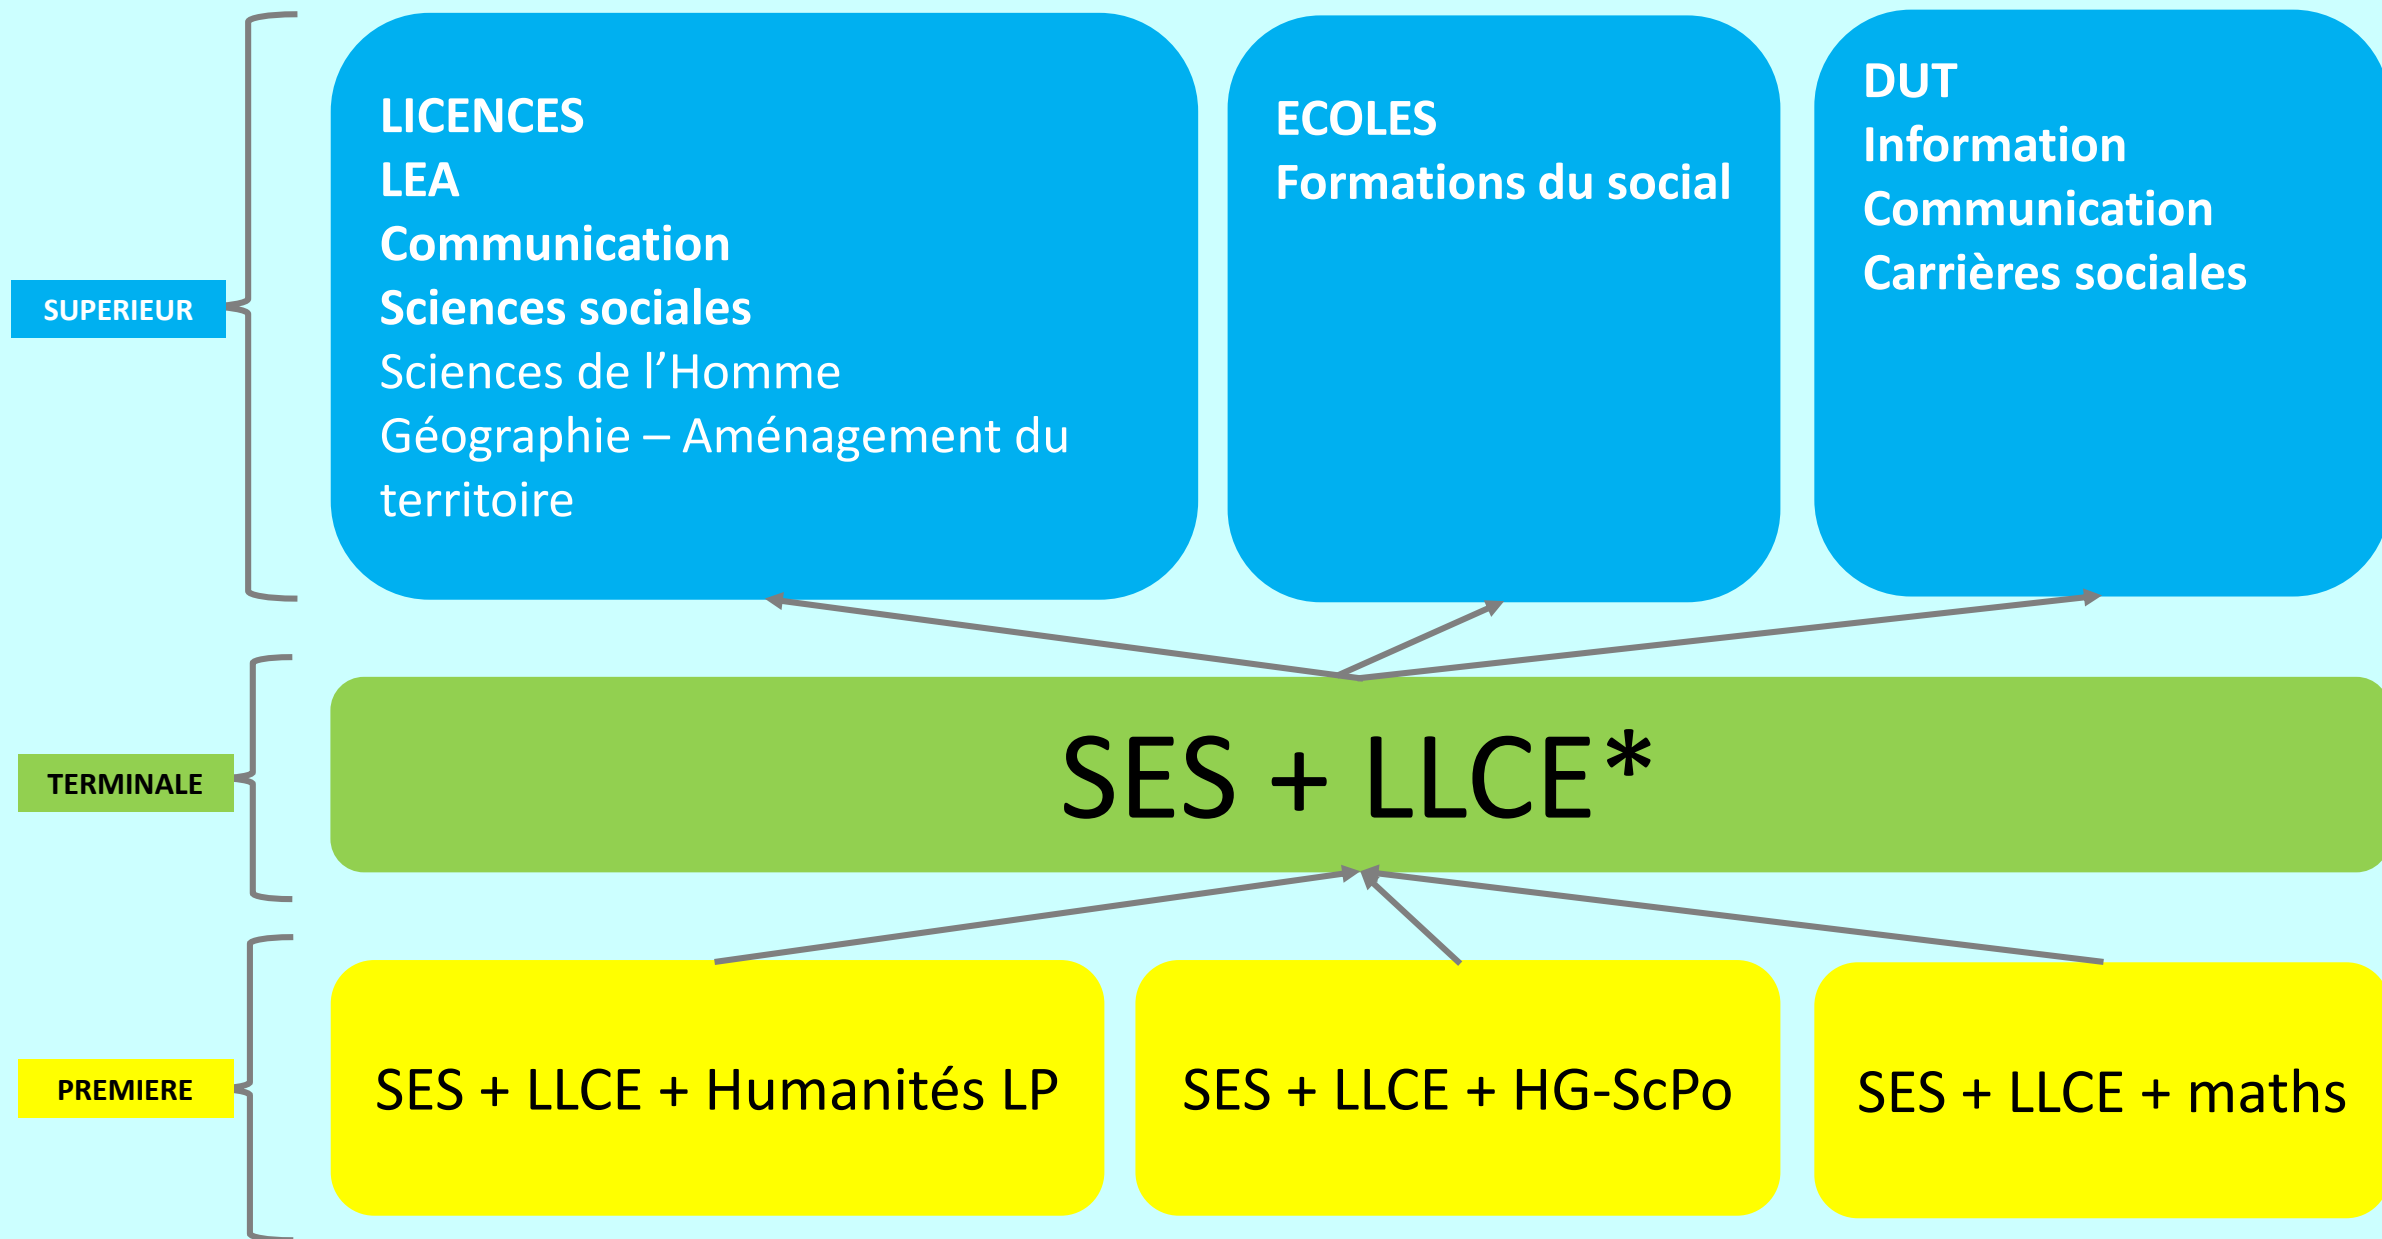 SUPERIEUR
LICENCES
LEA
Communication
Sciences sociales
Sciences de l’Homme
Géographie – Aménagement du
territoire
ECOLES
Formations du social
DUT
Information
Communication
Carrières sociales
TERMINALE
SES + LLCE*
PREMIERE
SES + LLCE + Humanités LP
SES + LLCE + HG-ScPo
SES + LLCE + maths